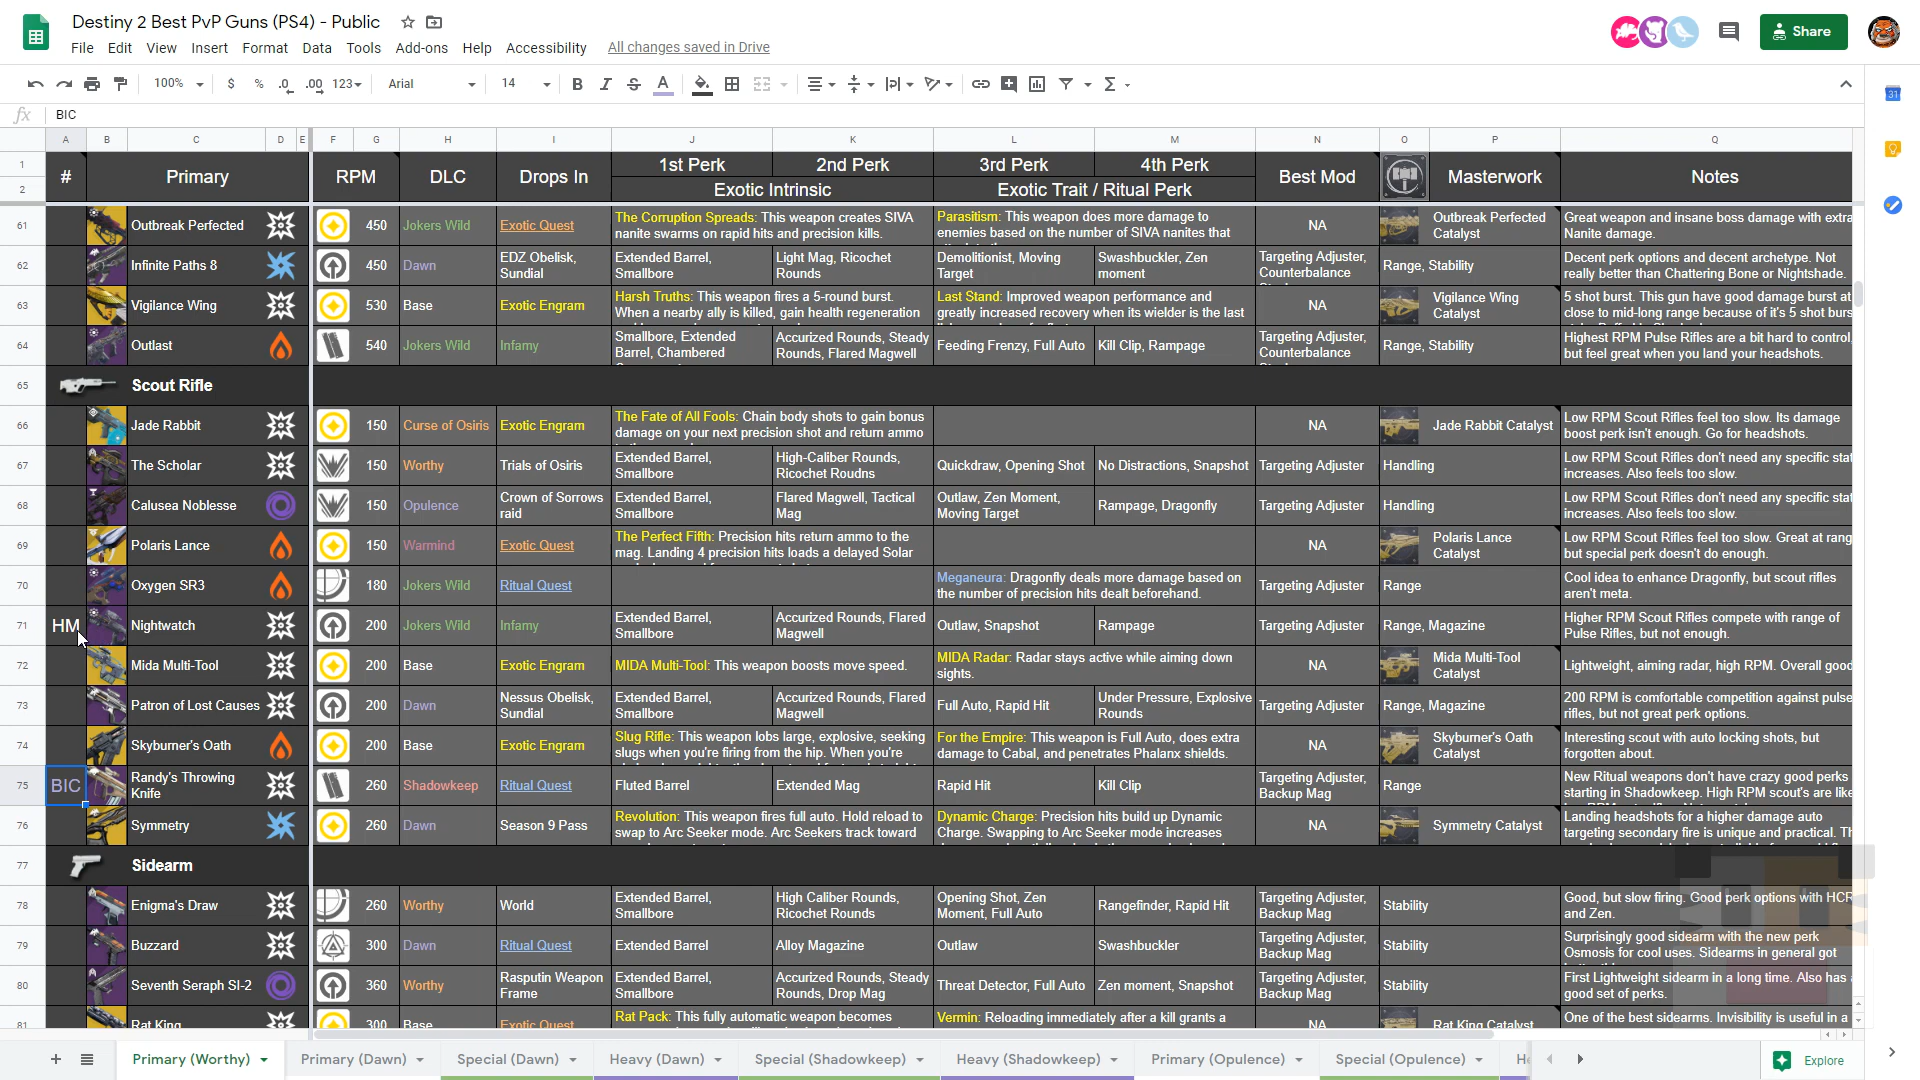 Destiny 2 Best PvP Guns (PS4) - Public
File Edit View Insert Format Data Tools Add-ons Help Accessibility All changes saved in Drive
Share
100% $ % .0 .00 123 Arial 14 B I S A
31
fx BIC
A B C D E F G H I J K L M N O P Q
1 # Primary RPM DLC Drops In 1st Perk 2nd Perk 3rd Perk 4th Perk Best Mod Masterwork Notes
2 Exotic Intrinsic Exotic Trait / Ritual Perk
61 Outbreak Perfected 450 Jokers Wild Exotic Quest The Corruption Spreads: This weapon creates SIVA nanite swarms on rapid hits and precision kills. Parasitism: This weapon does more damage to enemies based on the number of SIVA nanites that NA Outbreak Perfected Catalyst Great weapon and insane boss damage with extra Nanite damage.
62 Infinite Paths 8 450 Dawn EDZ Obelisk, Sundial Extended Barrel, Smallbore Light Mag, Ricochet Rounds Demolitionist, Moving Target Swashbuckler, Zen moment Targeting Adjuster, Counterbalance Range, Stability Decent perk options and decent archetype. Not really better than Chattering Bone or Nightshade.
63 Vigilance Wing 530 Base Exotic Engram Harsh Truths: This weapon fires a 5-round burst. When a nearby ally is killed, gain health regeneration Last Stand: Improved weapon performance and greatly increased recovery when its wielder is the last NA Vigilance Wing Catalyst 5 shot burst. This gun have good damage burst at close to mid-long range because of it's 5 shot burs
64 Outlast 540 Jokers Wild Infamy Smallbore, Extended Barrel, Chambered Accurized Rounds, Steady Rounds, Flared Magwell Feeding Frenzy, Full Auto Kill Clip, Rampage Targeting Adjuster, Counterbalance Range, Stability Highest RPM Pulse Rifles are a bit hard to control, but feel great when you land your headshots.
65 Scout Rifle
66 Jade Rabbit 150 Curse of Osiris Exotic Engram The Fate of All Fools: Chain body shots to gain bonus damage on your next precision shot and return ammo NA Jade Rabbit Catalyst Low RPM Scout Rifles feel too slow. Its damage boost perk isn't enough. Go for headshots.
67 The Scholar 150 Worthy Trials of Osiris Extended Barrel, Smallbore High-Caliber Rounds, Ricochet Roudns Quickdraw, Opening Shot No Distractions, Snapshot Targeting Adjuster Handling Low RPM Scout Rifles don't need any specific stat increases. Also feels too slow.
68 Calusea Noblesse 150 Opulence Crown of Sorrows raid Extended Barrel, Smallbore Flared Magwell, Tactical Mag Outlaw, Zen Moment, Moving Target Rampage, Dragonfly Targeting Adjuster Handling Low RPM Scout Rifles don't need any specific stat increases. Also feels too slow.
69 Polaris Lance 150 Warmind Exotic Quest The Perfect Fifth: Precision hits return ammo to the mag. Landing 4 precision hits loads a delayed Solar NA Polaris Lance Catalyst Low RPM Scout Rifles feel too slow. Great at rang but special perk doesn't do enough.
70 Oxygen SR3 180 Jokers Wild Ritual Quest Meganeura: Dragonfly deals more damage based on the number of precision hits dealt beforehand. Targeting Adjuster Range Cool idea to enhance Dragonfly, but scout rifles aren't meta.
71 HM Nightwatch 200 Jokers Wild Infamy Extended Barrel, Smallbore Accurized Rounds, Flared Magwell Outlaw, Snapshot Rampage Targeting Adjuster Range, Magazine Higher RPM Scout Rifles compete with range of Pulse Rifles, but not enough.
72 Mida Multi-Tool 200 Base Exotic Engram MIDA Multi-Tool: This weapon boosts move speed. MIDA Radar: Radar stays active while aiming down sights. NA Mida Multi-Tool Catalyst Lightweight, aiming radar, high RPM. Overall good
73 Patron of Lost Causes 200 Dawn Nessus Obelisk, Sundial Extended Barrel, Smallbore Accurized Rounds, Flared Magwell Full Auto, Rapid Hit Under Pressure, Explosive Rounds Targeting Adjuster Range, Magazine 200 RPM is comfortable competition against pulse rifles, but not great perk options.
74 Skyburner's Oath 200 Base Exotic Engram Slug Rifle: This weapon lobs large, explosive, seeking slugs when you're firing from the hip. When you're For the Empire: This weapon is Full Auto, does extra damage to Cabal, and penetrates Phalanx shields. NA Skyburner's Oath Catalyst Interesting scout with auto locking shots, but forgotten about.
75 BIC Randy's Throwing Knife 260 Shadowkeep Ritual Quest Fluted Barrel Extended Mag Rapid Hit Kill Clip Targeting Adjuster, Backup Mag Range New Ritual weapons don't have crazy good perks starting in Shadowkeep. High RPM scout's are like
76 Symmetry 260 Dawn Season 9 Pass Revolution: This weapon fires full auto. Hold reload to swap to Arc Seeker mode. Arc Seekers track toward Dynamic Charge: Precision hits build up Dynamic Charge. Swapping to Arc Seeker mode increases NA Symmetry Catalyst Landing headshots for a higher damage auto targeting secondary fire is unique and practical. Th
77 Sidearm
78 Enigma's Draw 260 Worthy World Extended Barrel, Smallbore High Caliber Rounds, Ricochet Rounds Opening Shot, Zen Moment, Full Auto Rangefinder, Rapid Hit Targeting Adjuster, Backup Mag Stability Good, but slow firing. Good perk options with HCR and Zen.
79 Buzzard 300 Dawn Ritual Quest Extended Barrel Alloy Magazine Outlaw Swashbuckler Targeting Adjuster, Backup Mag Stability Surprisingly good sidearm with the new perk Osmosis for cool uses. Sidearms in general got
80 Seventh Seraph SI-2 360 Worthy Rasputin Weapon Frame Extended Barrel, Smallbore Accurized Rounds, Steady Rounds, Drop Mag Threat Detector, Full Auto Zen moment, Snapshot Targeting Adjuster, Backup Mag Stability First Lightweight sidearm in a long time. Also has a good set of perks.
81 Rat King 300 Base Exotic Quest Rat Pack: This fully automatic weapon becomes Vermin: Reloading immediately after a kill grants a NA Rat King Catalyst One of the best sidearms. Invisibility is useful in a
Primary (Worthy) Primary (Dawn) Special (Dawn) Heavy (Dawn) Special (Shadowkeep) Heavy (Shadowkeep) Primary (Opulence) Special (Opulence) He Explore